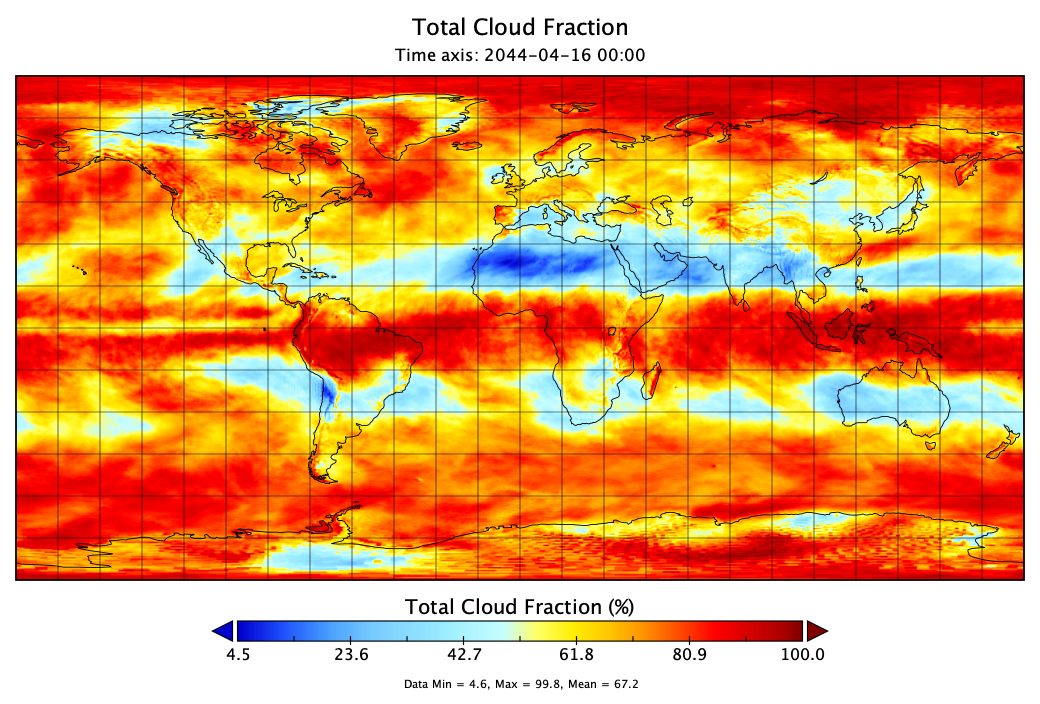 Total Cloud Fraction
Time axis: 2044-04-16 00:00
Total Cloud Fraction (%)
4.5 23.6 42.7 61.8 80.9 100.0
Data Min = 4.6, Max = 99.8, Mean = 67.2